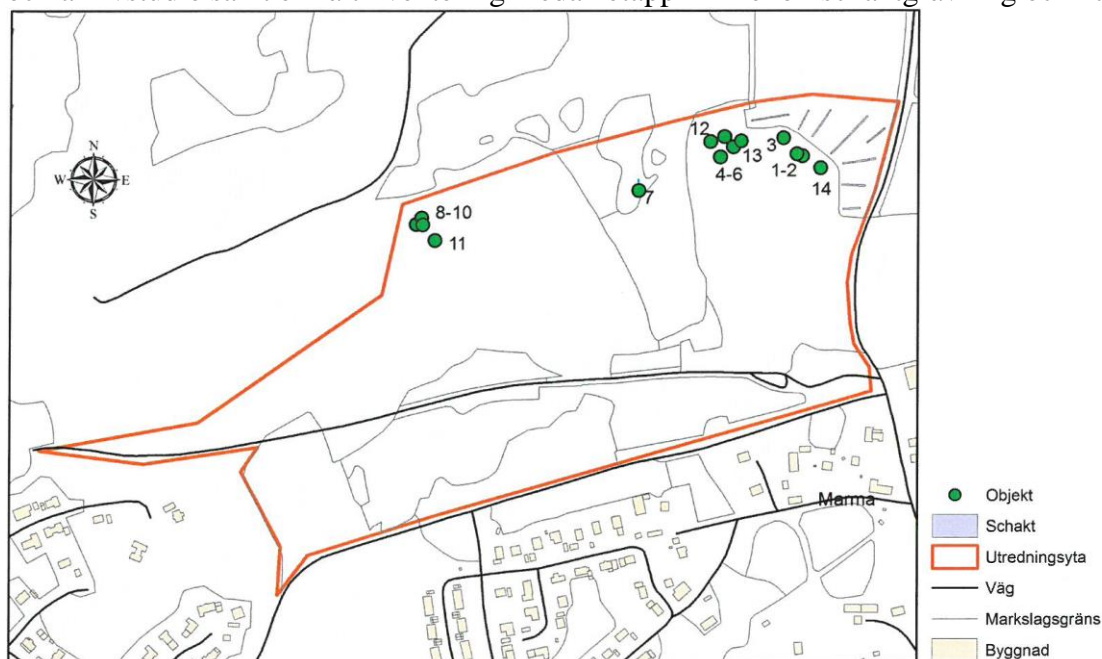 N
W E
S
12
13
3
4-6
1-2
14
7
8-10
11
Marma
Objekt
Schakt
Utredningsyta
Väg
Markslagsgräns
Byggnad